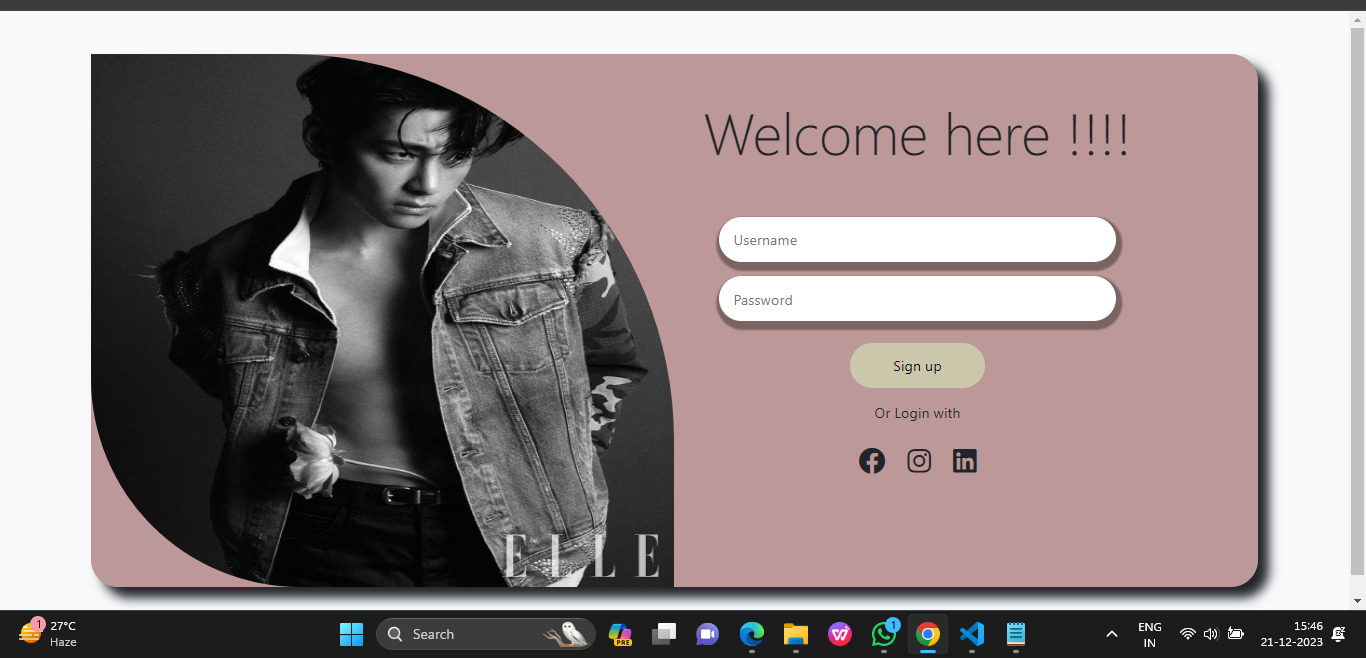 Welcome here !!!!
Username
Password
Sign up
Or Login with
ELLE
1
27°C
Haze
Search
PRE
1
ENG
IN
15:46
21-12-2023